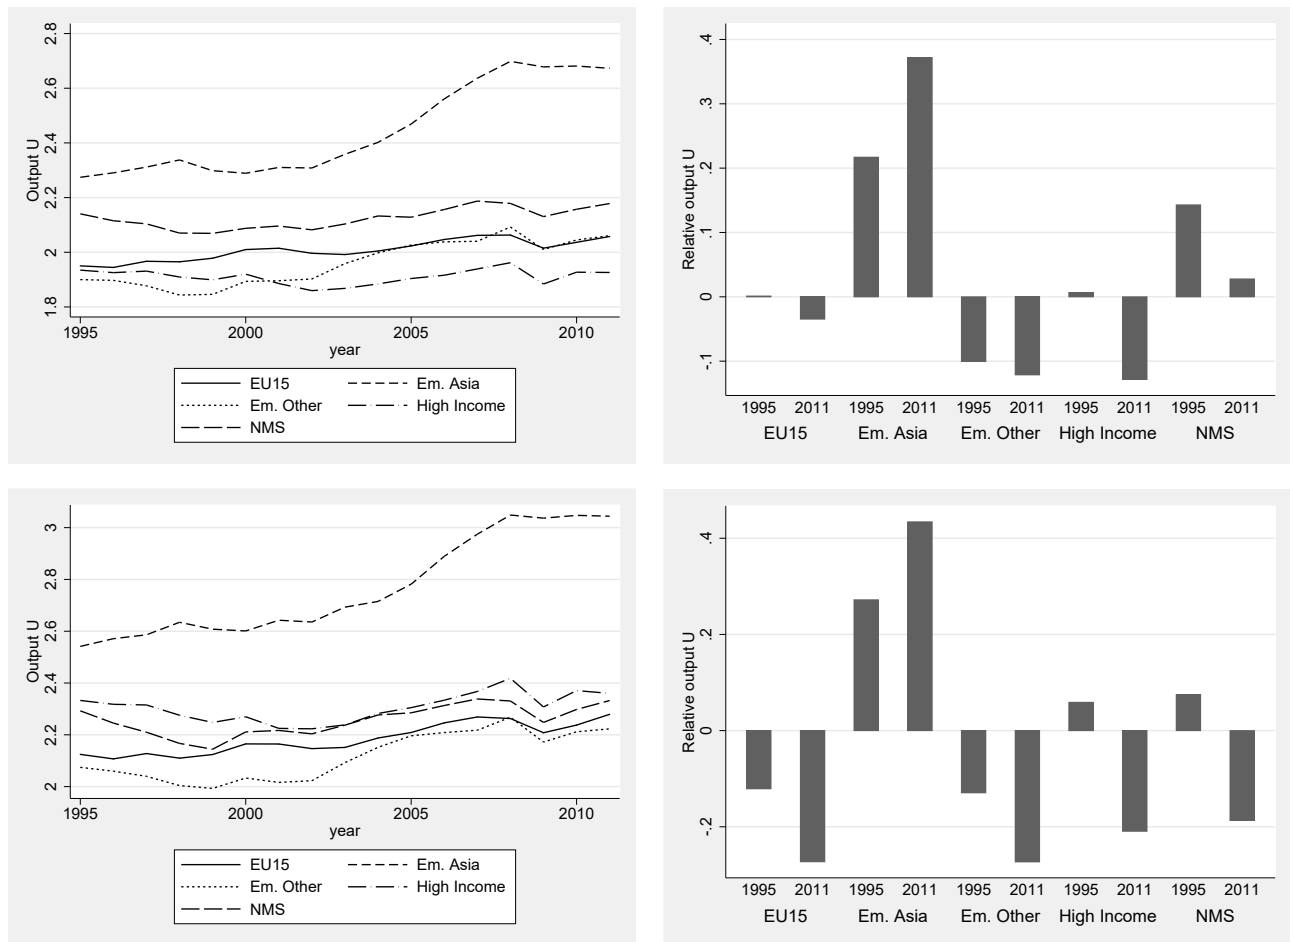 Output U
2.8
2.6
2.4
2.2
2
1.8
1995 2000 2005 2010
year
EU15 Em. Asia
Em. Other High Income
NMS
Relative output U
.4
.3
.2
.1
0
-.1
1995 2011 1995 2011 1995 2011 1995 2011 1995 2011
EU15 Em. Asia Em. Other High Income NMS
Output U
3
2.8
2.6
2.4
2.2
2
1995 2000 2005 2010
year
EU15 Em. Asia
Em. Other High Income
NMS
Relative output U
.4
.2
0
-.2
1995 2011 1995 2011 1995 2011 1995 2011 1995 2011
EU15 Em. Asia Em. Other High Income NMS